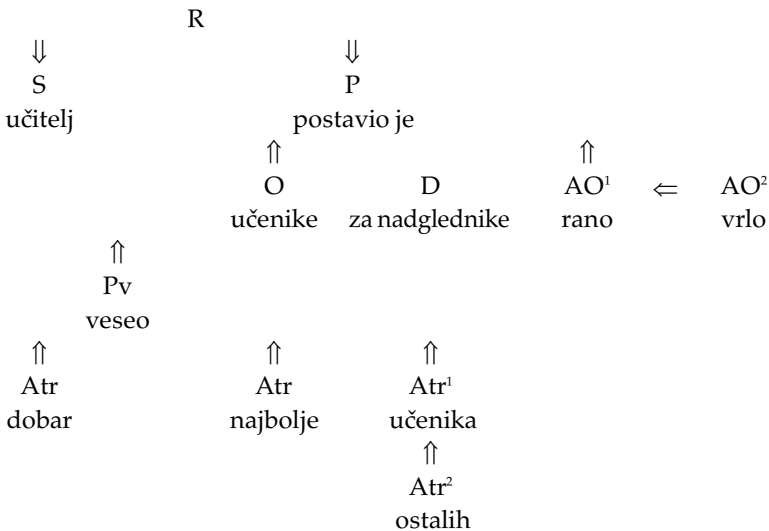 R
⇓ ⇓
S P
učitelj postavio je
⇑ ⇑
O D AO¹ ⇐ AO²
učenike za nadglednike rano vrlo
⇑
Pv
veseo
⇑ ⇑ ⇑
Atr Atr Atr¹
dobar najbolje učenika
⇑
Atr²
ostalih